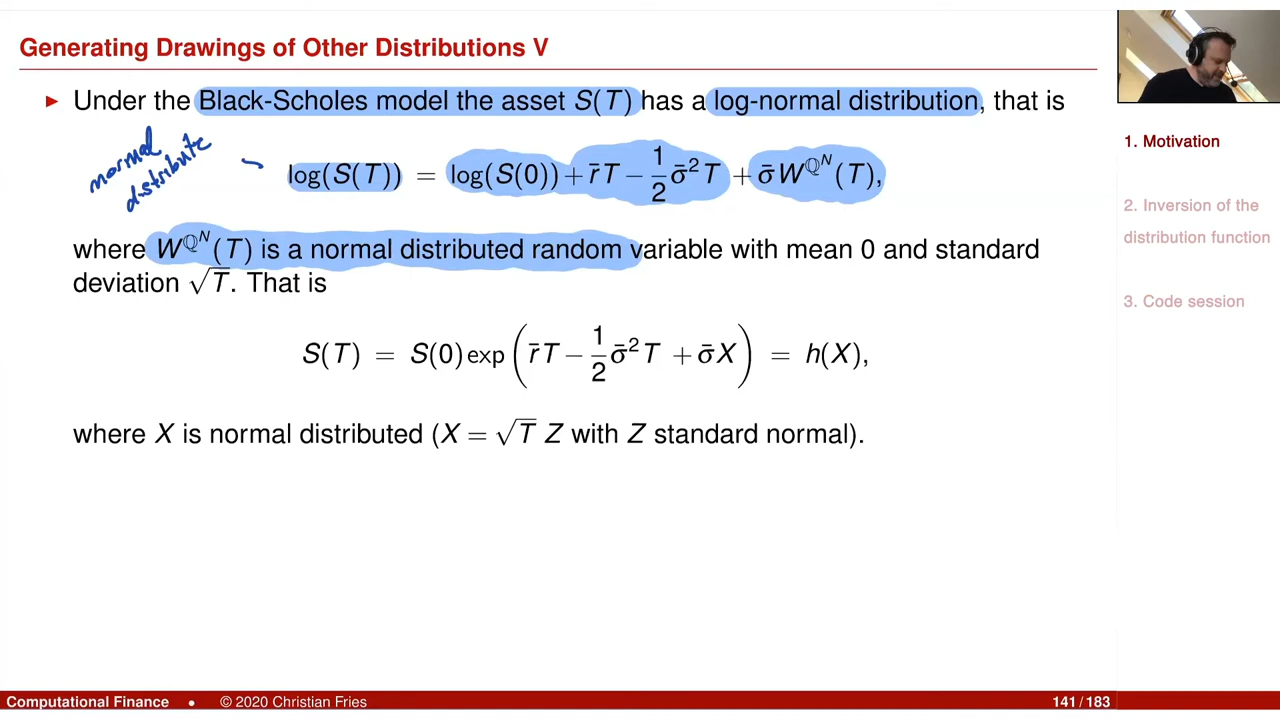 Generating Drawings of Other Distributions V
▶ Under the Black-Scholes model the asset S(T) has a log-normal distribution, that is
normal
distribute
log(S(T)) = log(S(0)) + r̄T − 1/2 σ̄²T + σ̄W^{ℚ^N}(T),
where W^{ℚ^N}(T) is a normal distributed random variable with mean 0 and standard
deviation √T. That is
S(T) = S(0) exp(r̄T − 1/2 σ̄²T + σ̄X) = h(X),
where X is normal distributed (X = √T Z with Z standard normal).
1. Motivation
2. Inversion of the
distribution function
3. Code session
Computational Finance • © 2020 Christian Fries
141 / 183